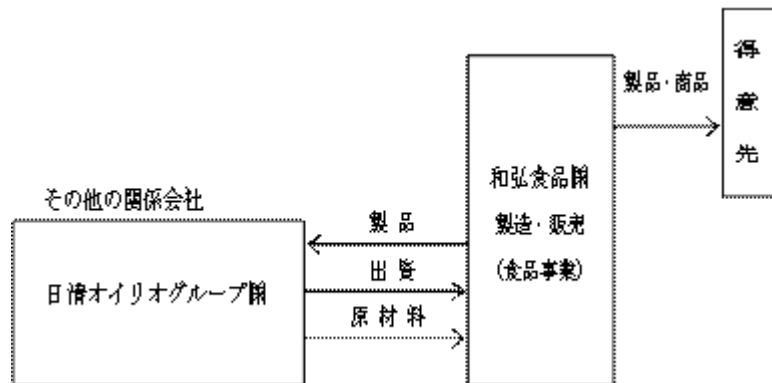 得意先
製品・商品
和弘食品㈱
製造・販売
(食品事業)
その他の関係会社
日清オイリオグループ㈱
製品
出資
原材料